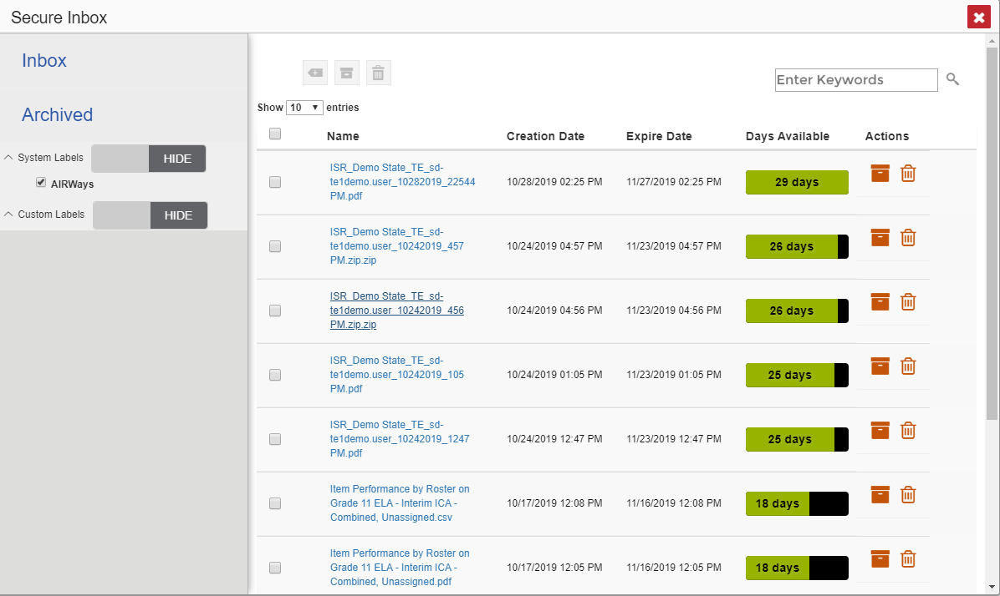 Secure Inbox
Inbox
Archived
System Labels HIDE
AIRWays
Custom Labels HIDE
Enter Keywords
Show 10 entries
Name Creation Date Expire Date Days Available Actions
ISR_Demo State_TE_sd-
te1demo.user_10282019_22544
PM.pdf
10/28/2019 02:25 PM 11/27/2019 02:25 PM 29 days
ISR_Demo State_TE_sd-
te1demo.user_10242019_457
PM.zip.zip
10/24/2019 04:57 PM 11/23/2019 04:57 PM 26 days
ISR_Demo State_TE_sd-
te1demo.user_10242019_456
PM.zip.zip
10/24/2019 04:56 PM 11/23/2019 04:56 PM 26 days
ISR_Demo State_TE_sd-
te1demo.user_10242019_105
PM.pdf
10/24/2019 01:05 PM 11/23/2019 01:05 PM 25 days
ISR_Demo State_TE_sd-
te1demo.user_10242019_1247
PM.pdf
10/24/2019 12:47 PM 11/23/2019 12:47 PM 25 days
Item Performance by Roster on
Grade 11 ELA - Interim ICA -
Combined, Unassigned.csv
10/17/2019 12:08 PM 11/16/2019 12:08 PM 18 days
Item Performance by Roster on
Grade 11 ELA - Interim ICA -
Combined, Unassigned.pdf
10/17/2019 12:05 PM 11/16/2019 12:05 PM 18 days